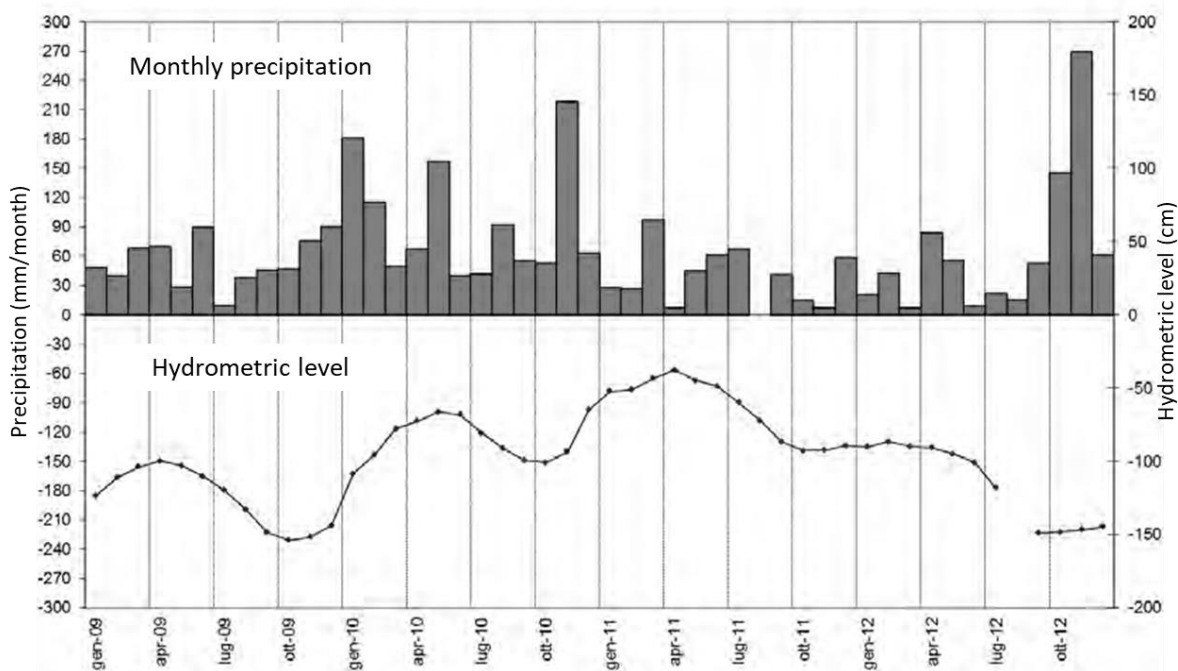 300
270
240
210
180
150
120
90
60
30
0
-30
-60
-90
-120
-150
-180
-210
-240
-270
-300
Precipitation (mm/month)
Monthly precipitation
Hydrometric level
200
150
100
50
0
-50
-100
-150
-200
Hydrometric level (cm)
gen-09
apr-09
lug-09
ott-09
gen-10
apr-10
lug-10
ott-10
gen-11
apr-11
lug-11
ott-11
gen-12
apr-12
lug-12
ott-12